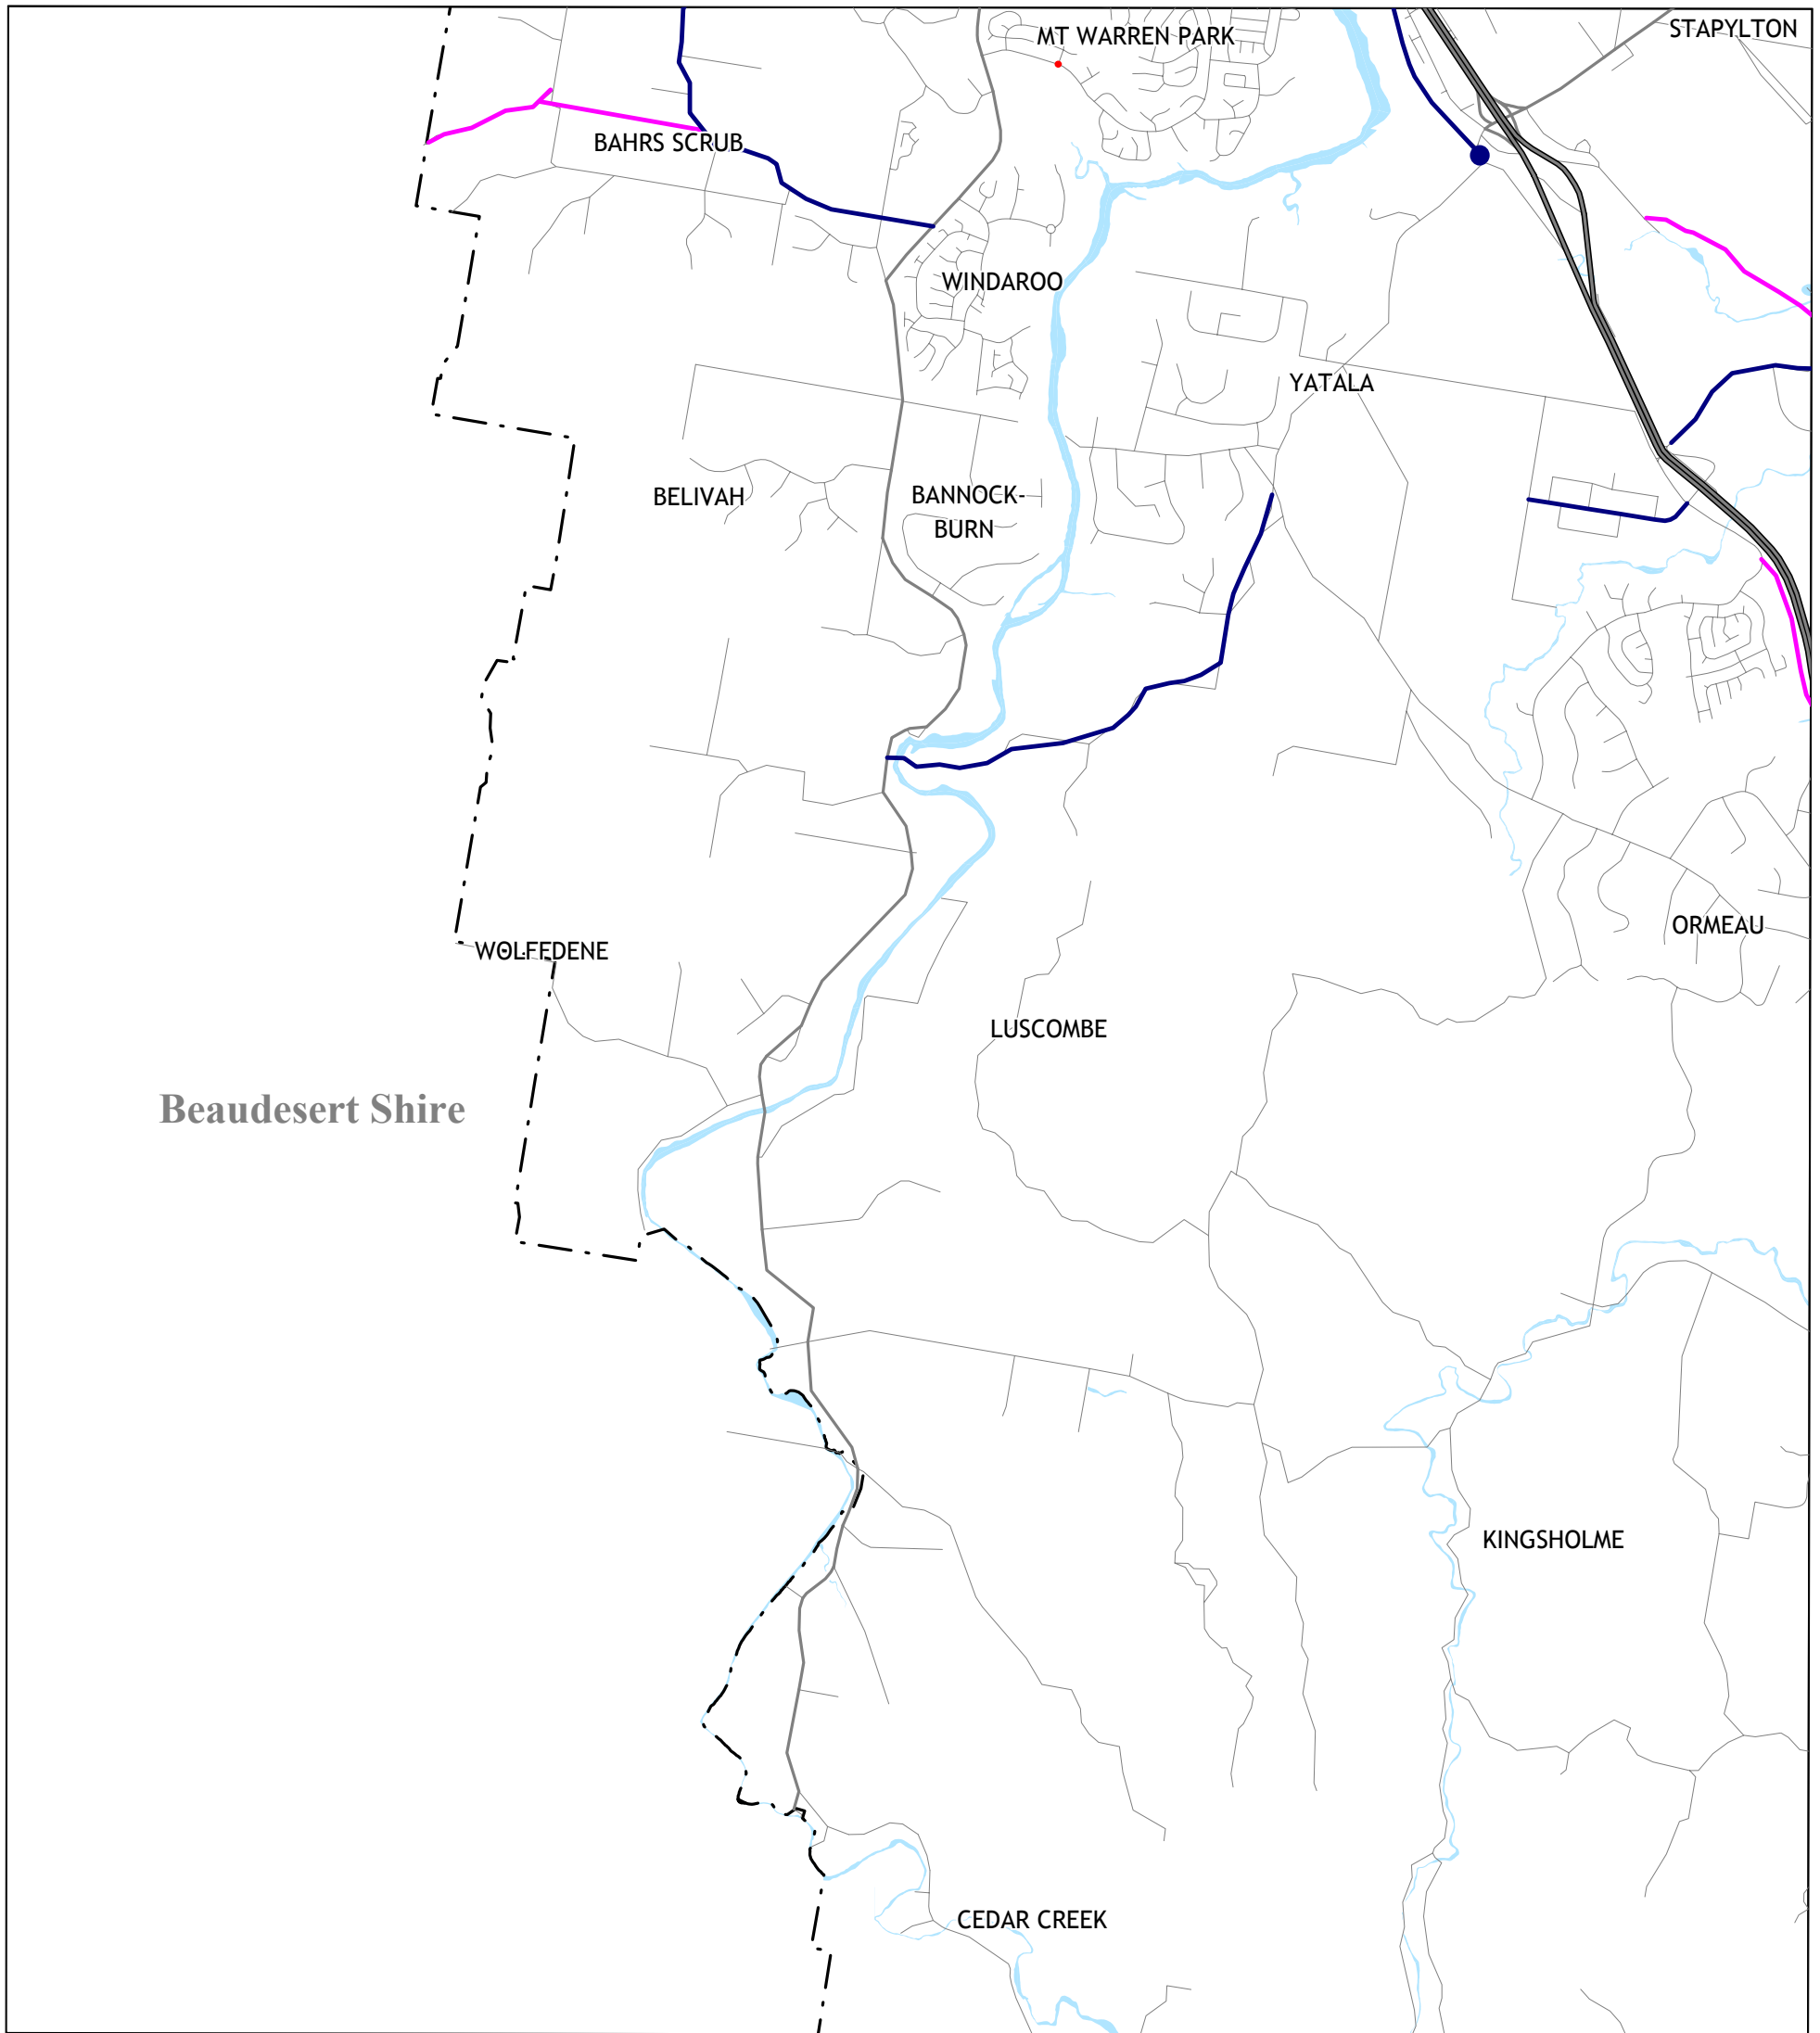 STAPYLTON
MT WARREN PARK
BAHRS SCRUB
WINDAROO
YATALA
BELIVAH
BANNOCK-
BURN
ORMEAU
WOLFFDENE
LUSCOMBE
Beaudesert Shire
KINGSHOLME
CEDAR CREEK